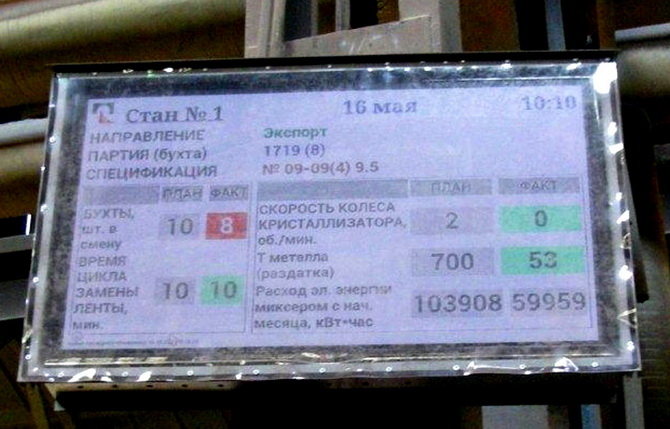 Стан № 1 16 мая 10:10
НАПРАВЛЕНИЕ Экспорт
ПАРТИЯ (бухта) 1719 (8)
СПЕЦИФИКАЦИЯ № 09-09(4) 9.5
ПЛАН ФАКТ
БУХТЫ,
шт. в 10 8
смену
ВРЕМЯ
ЦИКЛА
ЗАМЕНЫ 10 10
ЛЕНТЫ,
мин.
ПЛАН ФАКТ
СКОРОСТЬ КОЛЕСА
КРИСТАЛЛИЗАТОРА, 2 0
об./мин.
Т металла 700 53
(раздатка)
Расход эл. энергии
миксером с нач. 103908 59959
месяца, кВт•час